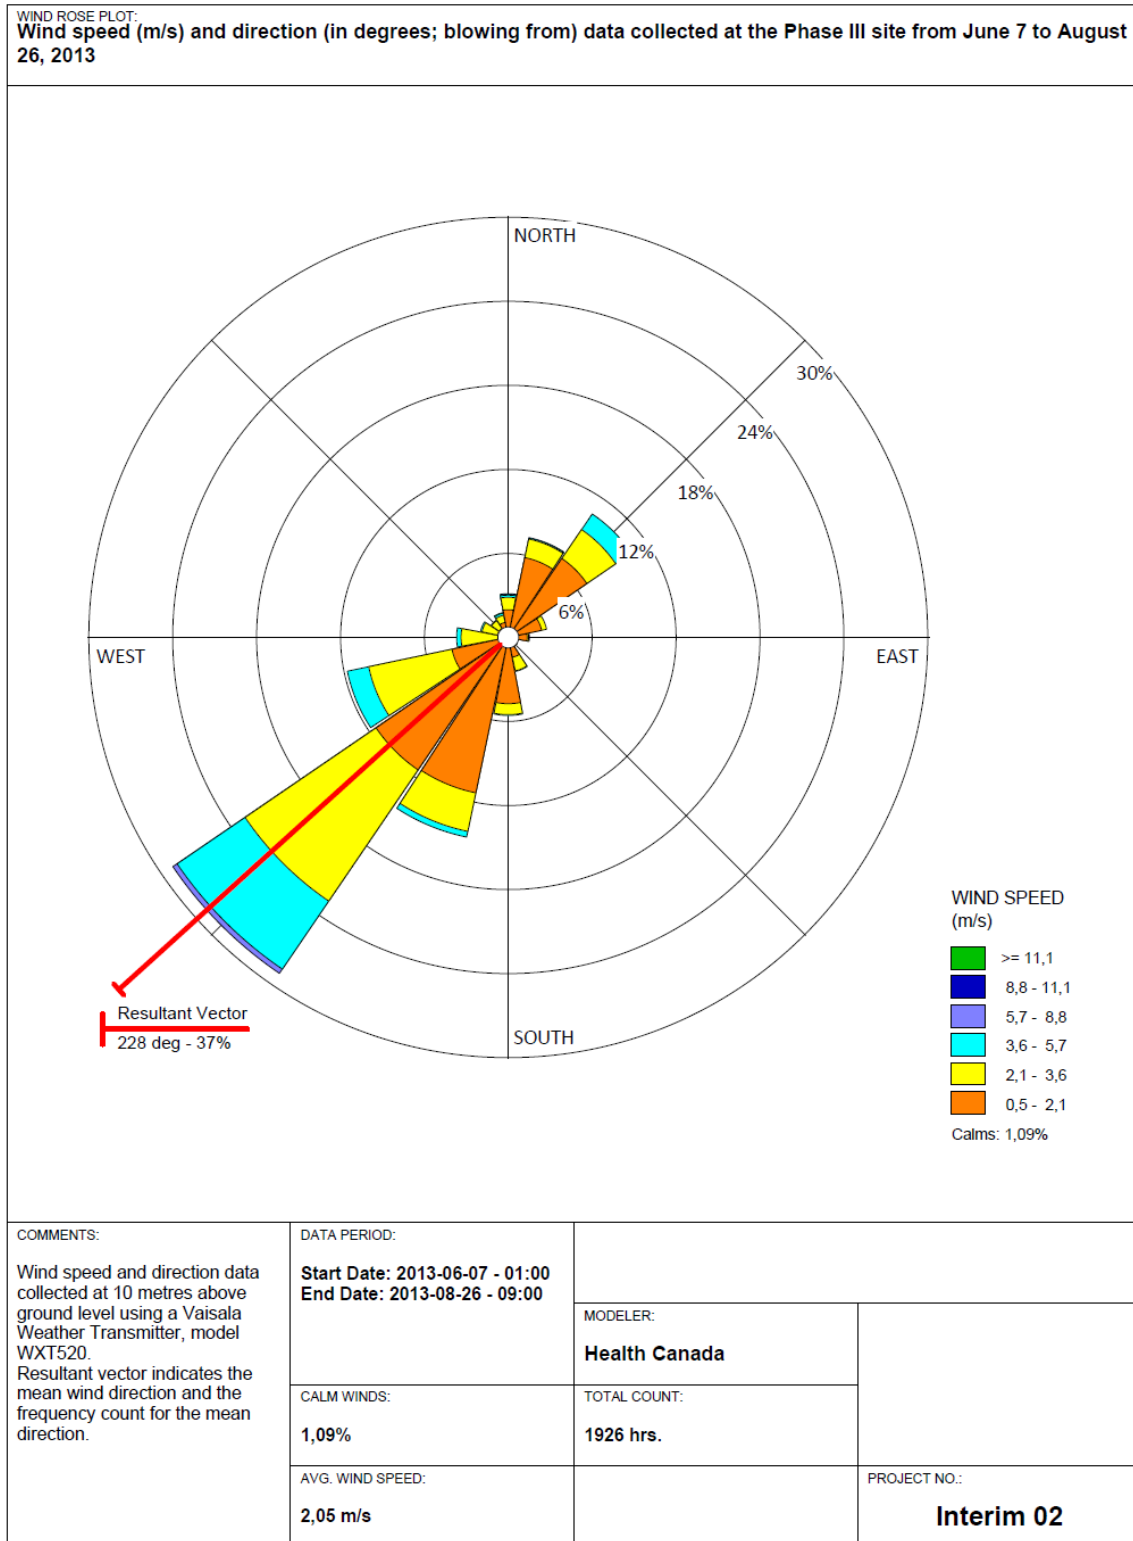 WIND ROSE PLOT:
Wind speed (m/s) and direction (in degrees; blowing from) data collected at the Phase III site from June 7 to August
26, 2013
NORTH
30%
24%
18%
12%
6%
WEST
EAST
SOUTH
Resultant Vector
228 deg - 37%
WIND SPEED
(m/s)
>= 11,1
8,8 - 11,1
5,7 - 8,8
3,6 - 5,7
2,1 - 3,6
0,5 - 2,1
Calms: 1,09%
COMMENTS:
Wind speed and direction data
collected at 10 metres above
ground level using a Vaisala
Weather Transmitter, model
WXT520.
Resultant vector indicates the
mean wind direction and the
frequency count for the mean
direction.
DATA PERIOD:
Start Date: 2013-06-07 - 01:00
End Date: 2013-08-26 - 09:00
MODELER:
Health Canada
CALM WINDS:
1,09%
TOTAL COUNT:
1926 hrs.
AVG. WIND SPEED:
2,05 m/s
PROJECT NO.:
Interim 02